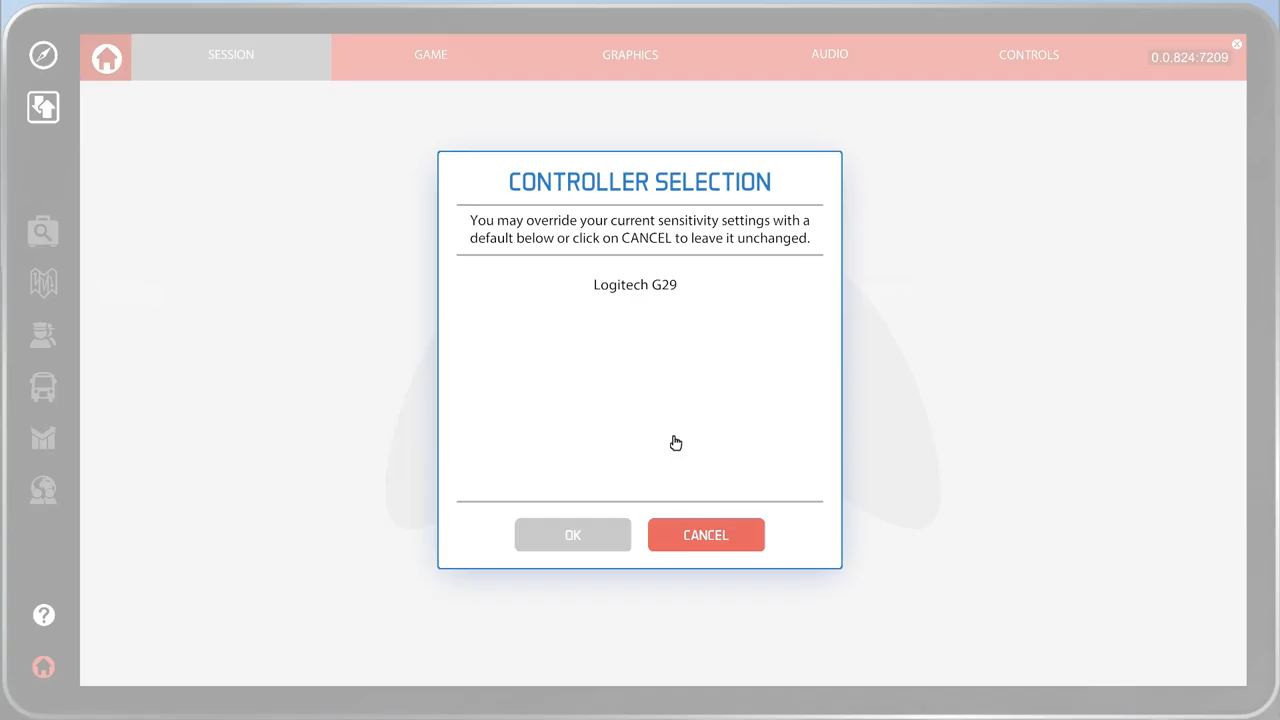 SESSION
GAME
GRAPHICS
AUDIO
CONTROLS
0.0.824:7209
CONTROLLER SELECTION
You may override your current sensitivity settings with a
default below or click on CANCEL to leave it unchanged.
Logitech G29
OK
CANCEL
?